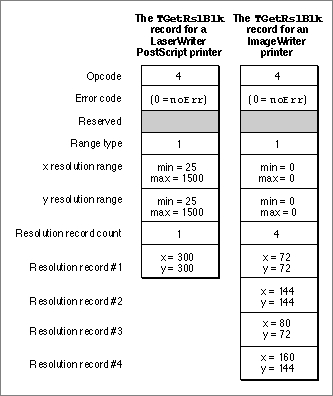 The TGetRslBlk record for a LaserWriter PostScript printer
The TGetRslBlk record for an ImageWriter printer
Opcode 4 4
Error code (0 = noErr) (0 = noErr)
Reserved
Range type 1 1
x resolution range min = 25 max = 1500 min = 0 max = 0
y resolution range min = 25 max = 1500 min = 0 max = 0
Resolution record count 1 4
Resolution record #1 x = 300 y = 300 x = 72 y = 72
Resolution record #2 x = 144 y = 144
Resolution record #3 x = 80 y = 72
Resolution record #4 x = 160 y = 144